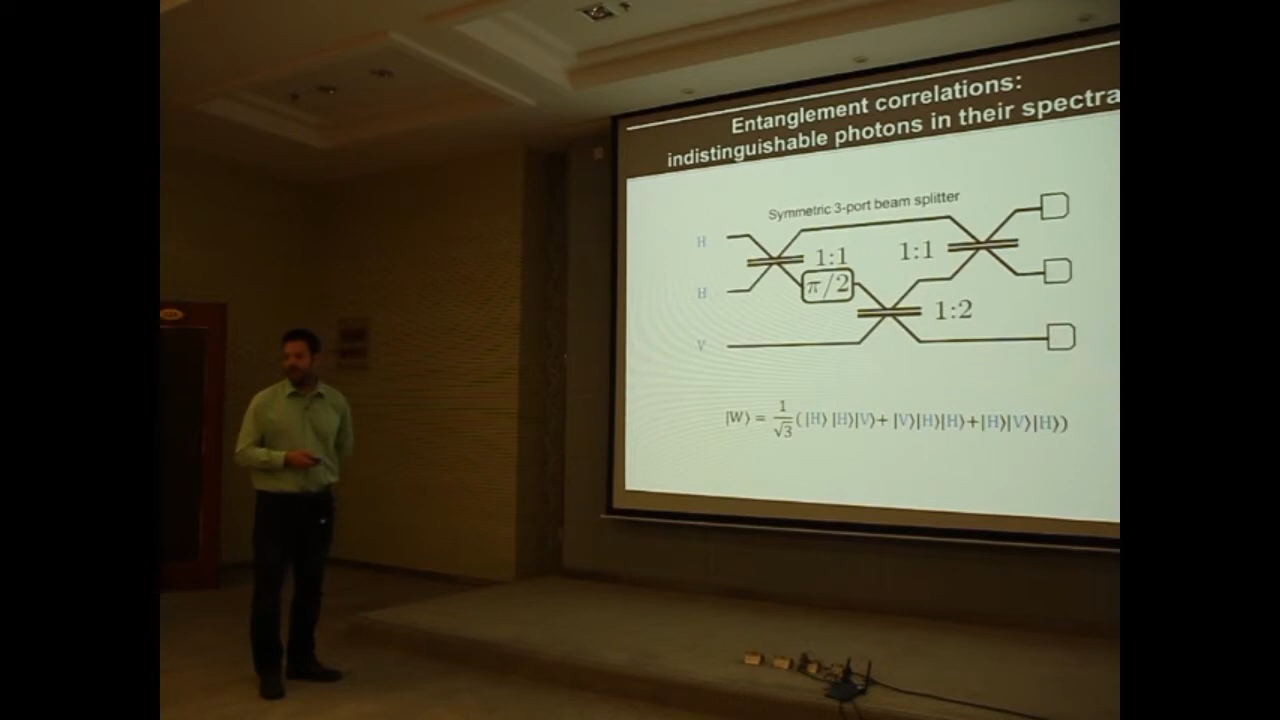 Entanglement correlations:
indistinguishable photons in their spectra
Symmetric 3-port beam splitter
H
1:1
1:1
H
π/2
1:2
V
|W⟩ = 1/√3 ( |H⟩ |H⟩|V⟩+ |V⟩|H⟩|H⟩+|H⟩|V⟩|H⟩)